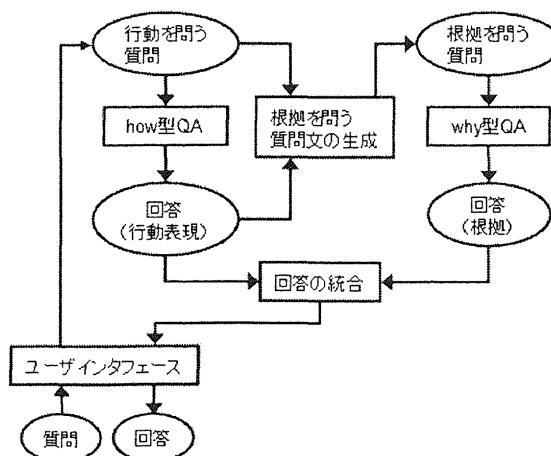 行動を問う
質問
根拠を問う
質問
how型QA
根拠を問う
質問文の生成
why型QA
回答
(行動表現)
回答
(根拠)
回答の統合
ユーザインタフェース
質問
回答